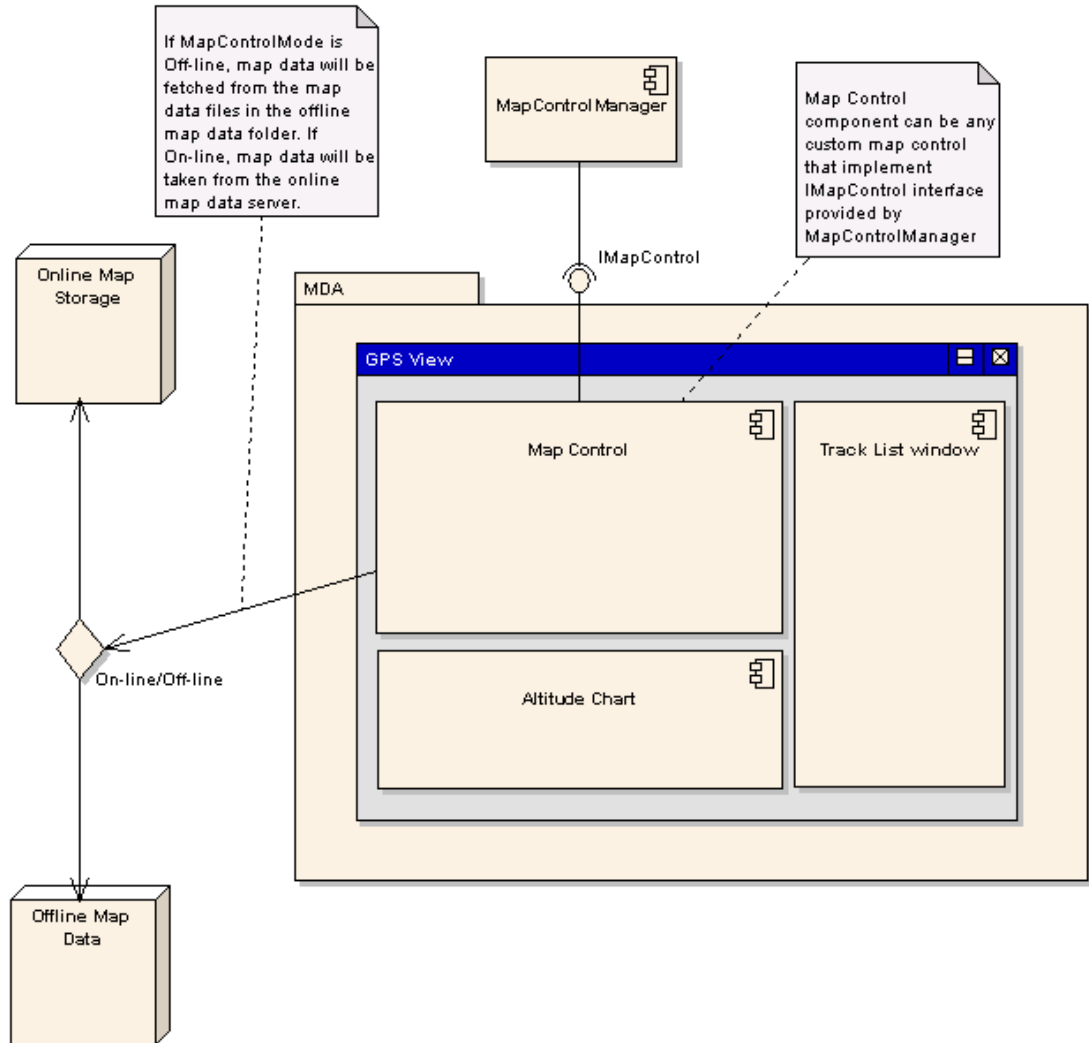 If MapControlMode is
Off-line, map data will be
fetched from the map
data files in the offline
map data folder. If
On-line, map data will be
taken from the online
map data server.
MapControlManager
Map Control
component can be any
custom map control
that implement
IMapControl interface
provided by
MapControlManager
Online Map
Storage
IMapControl
MDA
GPS View
Map Control
Track List window
On-line/Off-line
Altitude Chart
Offline Map
Data